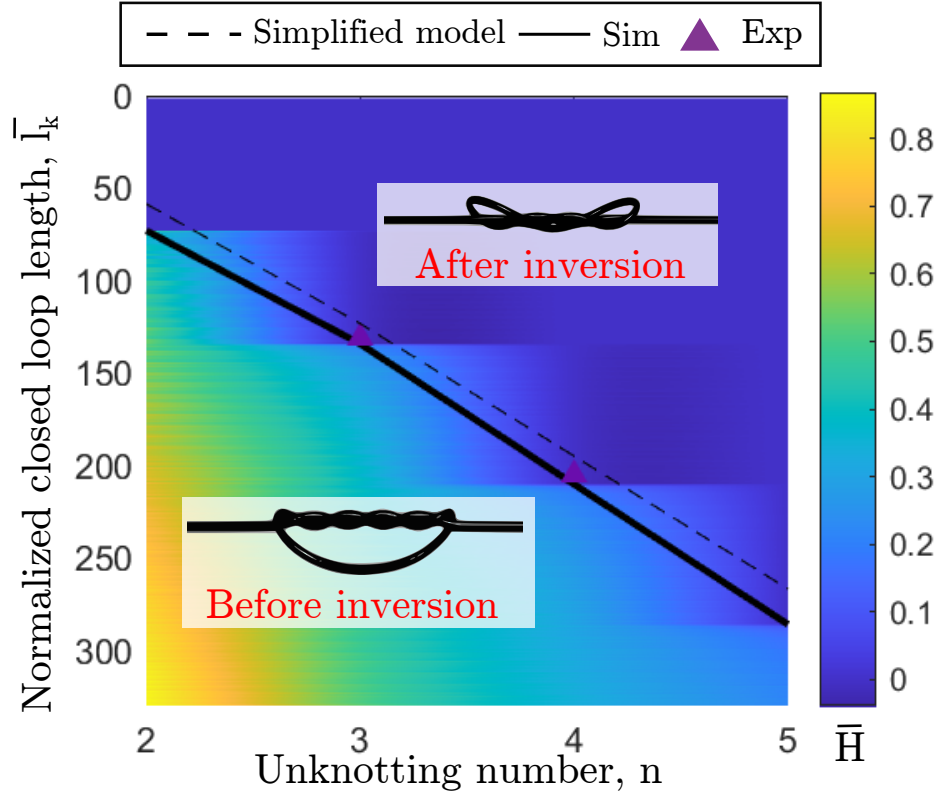 Simplified model Sim Exp
Normalized closed loop length, l̄ₖ
0
50
100
150
200
250
300
After inversion
Before inversion
2 3 4 5
Unknotting number, n
0.8
0.7
0.6
0.5
0.4
0.3
0.2
0.1
0
H̄